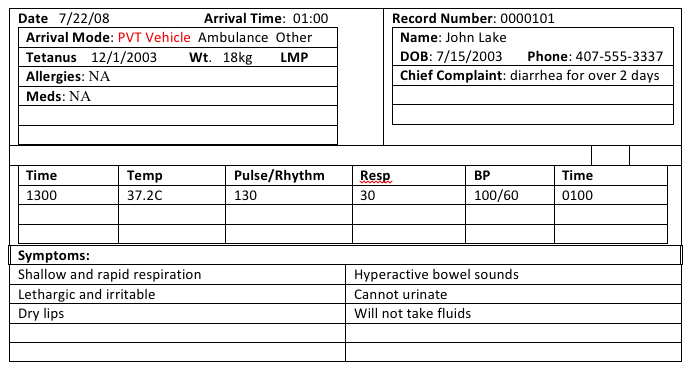 Date 7/22/08 Arrival Time: 01:00
Arrival Mode: PVT Vehicle Ambulance Other
Tetanus 12/1/2003 Wt. 18kg LMP
Allergies: NA
Meds: NA
Record Number: 0000101
Name: John Lake
DOB: 7/15/2003 Phone: 407-555-3337
Chief Complaint: diarrhea for over 2 days
Time Temp Pulse/Rhythm Resp BP Time
1300 37.2C 130 30 100/60 0100
Symptoms:
Shallow and rapid respiration Hyperactive bowel sounds
Lethargic and irritable Cannot urinate
Dry lips Will not take fluids